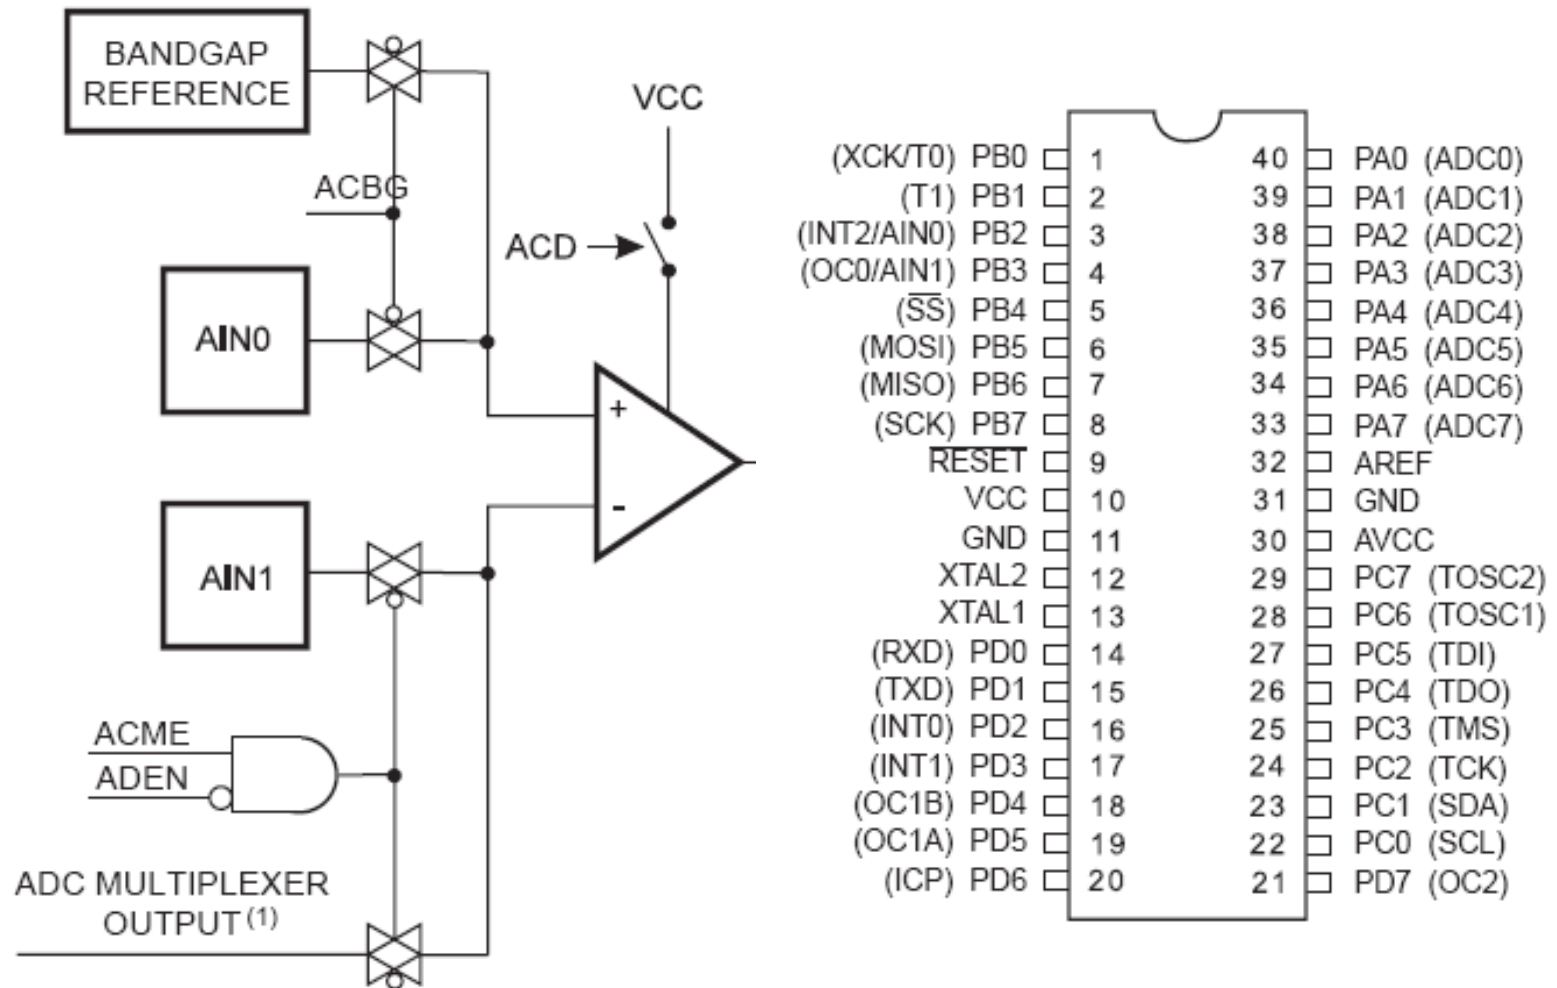 BANDGAP
REFERENCE
ACBG
AIN0
VCC
ACD
+
-
AIN1
ACME
ADEN
ADC MULTIPLEXER
OUTPUT (1)
(XCK/T0) PB0 1 40 PA0 (ADC0)
(T1) PB1 2 39 PA1 (ADC1)
(INT2/AIN0) PB2 3 38 PA2 (ADC2)
(OC0/AIN1) PB3 4 37 PA3 (ADC3)
(S̅S̅) PB4 5 36 PA4 (ADC4)
(MOSI) PB5 6 35 PA5 (ADC5)
(MISO) PB6 7 34 PA6 (ADC6)
(SCK) PB7 8 33 PA7 (ADC7)
R̅E̅S̅E̅T̅ 9 32 AREF
VCC 10 31 GND
GND 11 30 AVCC
XTAL2 12 29 PC7 (TOSC2)
XTAL1 13 28 PC6 (TOSC1)
(RXD) PD0 14 27 PC5 (TDI)
(TXD) PD1 15 26 PC4 (TDO)
(INT0) PD2 16 25 PC3 (TMS)
(INT1) PD3 17 24 PC2 (TCK)
(OC1B) PD4 18 23 PC1 (SDA)
(OC1A) PD5 19 22 PC0 (SCL)
(ICP) PD6 20 21 PD7 (OC2)